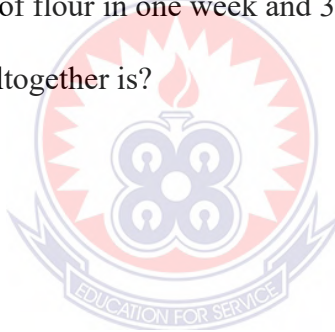 of flour in one week and 3
ltogether is?
EDUCATION FOR SERVICE